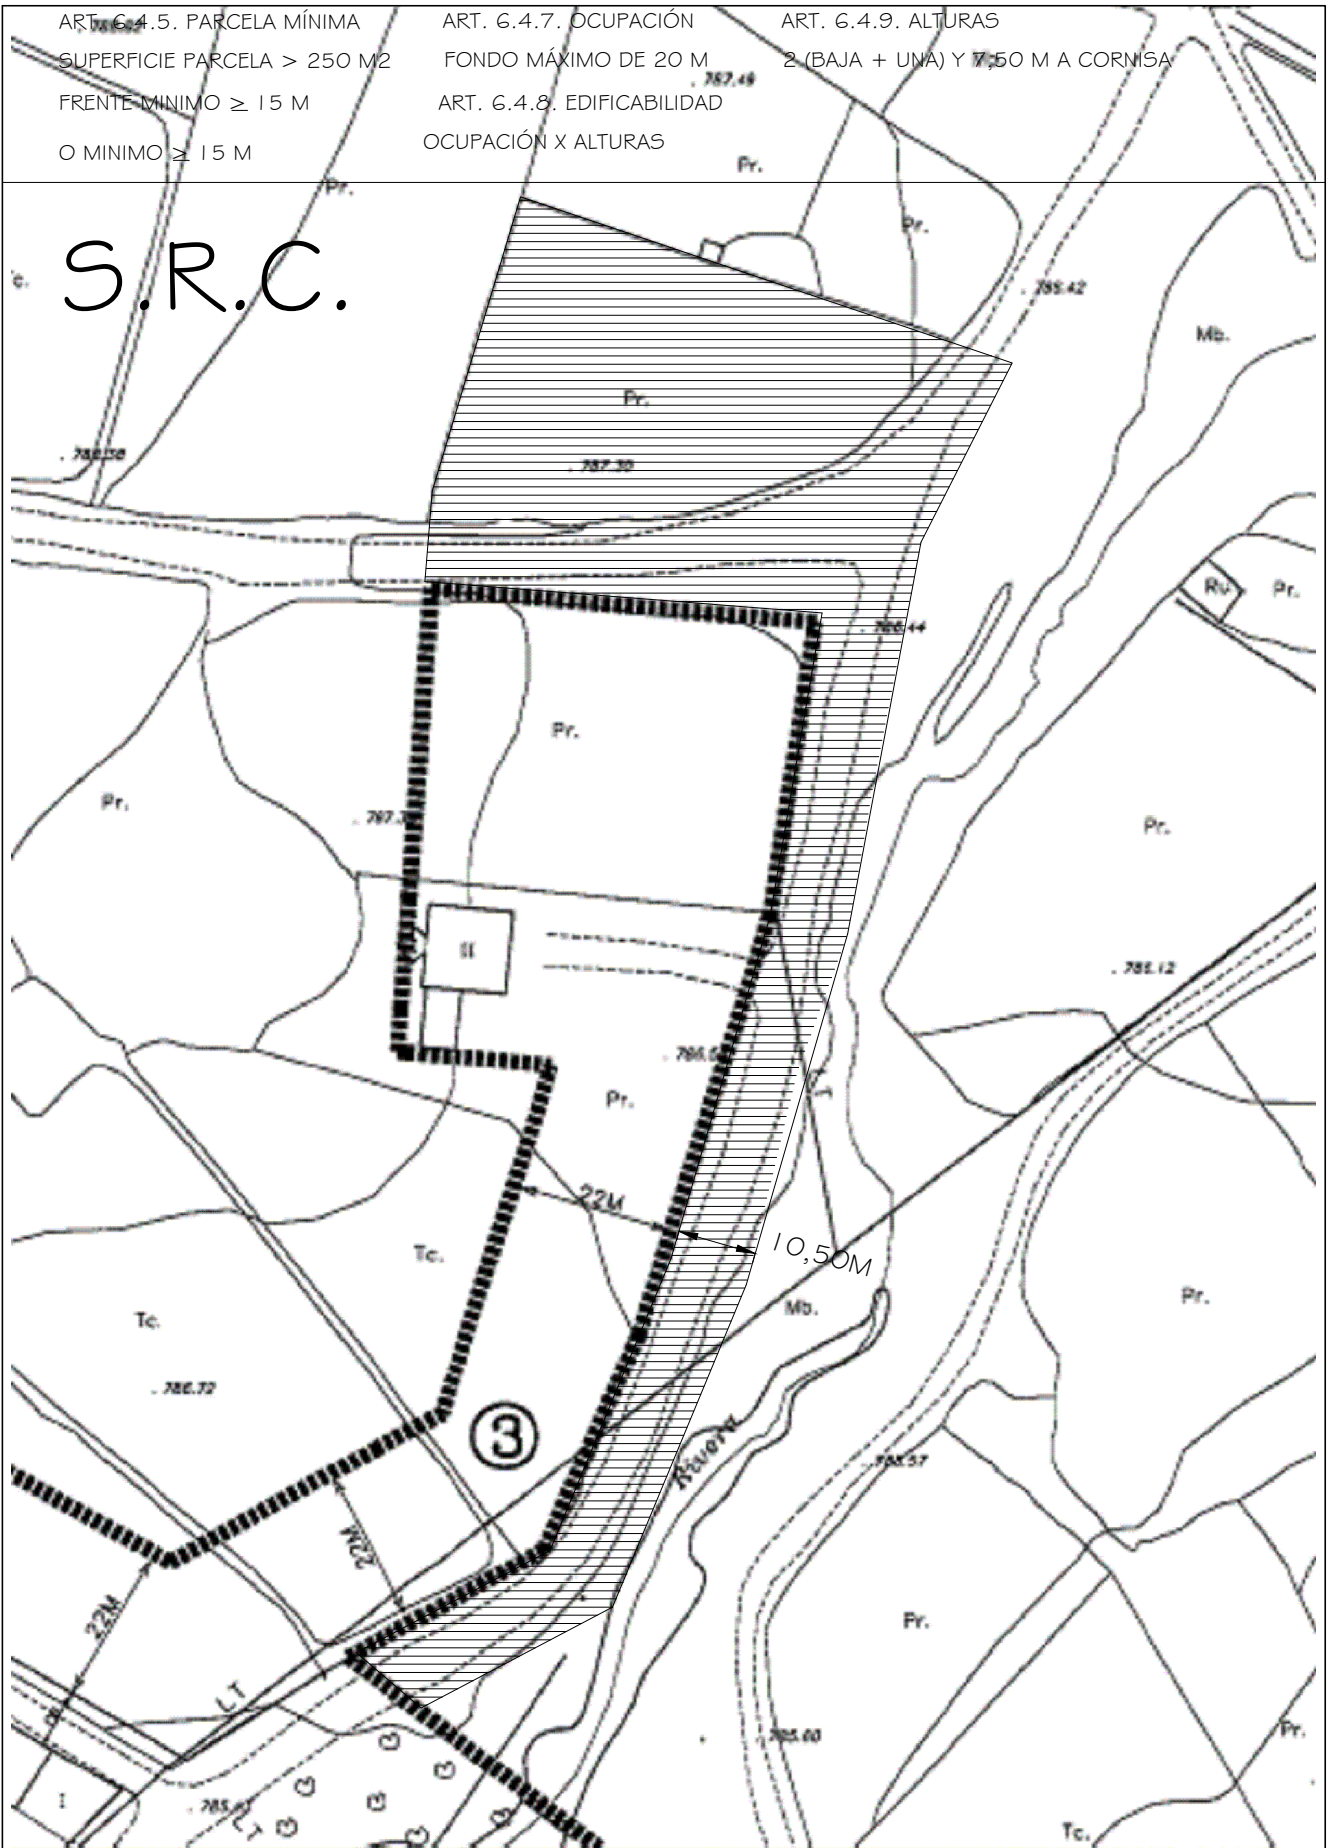 ART. 6.4.5. PARCELA MÍNIMA
SUPERFICIE PARCELA > 250 M2
FRENTE MINIMO ≥ 15 M
O MINIMO ≥ 15 M
ART. 6.4.7. OCUPACIÓN
FONDO MÁXIMO DE 20 M
ART. 6.4.8. EDIFICABILIDAD
OCUPACIÓN X ALTURAS
ART. 6.4.9. ALTURAS
2 (BAJA + UNA) Y 7,50 M A CORNISA
. 787.49
Pr.
Pr.
Pr.
S.R.C.
. 785.42
Mb.
Pr.
. 787.30
Ru.
Pr.
Pr.
Pr.
Pr.
II
. 785.12
Pr.
LT
22M
10,50M
Tc.
Mb.
Pr.
Tc.
. 786.72
3
Rivera
22M
22M
Pr.
LT
Pr.
I
LT
Tc.